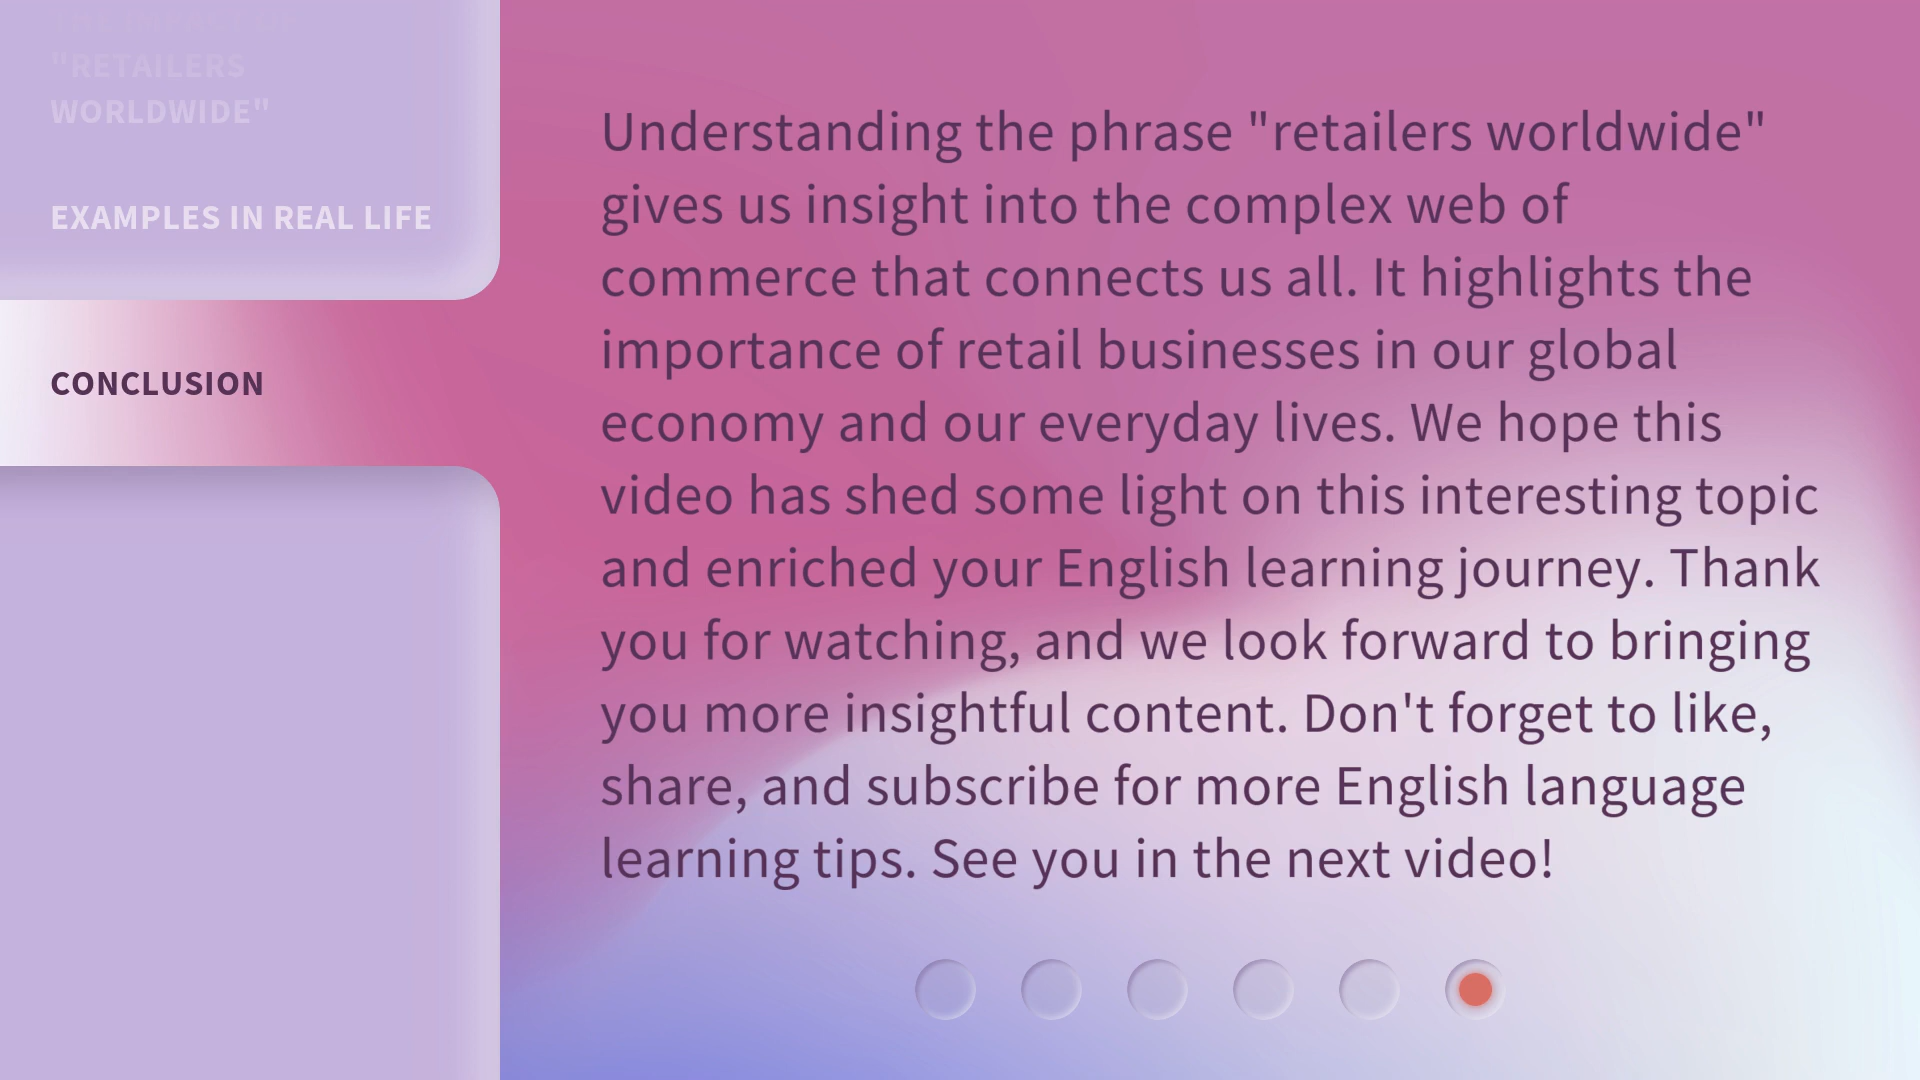 THE IMPACT OF
"RETAILERS
WORLDWIDE"
EXAMPLES IN REAL LIFE
CONCLUSION
Understanding the phrase "retailers worldwide"
gives us insight into the complex web of
commerce that connects us all. It highlights the
importance of retail businesses in our global
economy and our everyday lives. We hope this
video has shed some light on this interesting topic
and enriched your English learning journey. Thank
you for watching, and we look forward to bringing
you more insightful content. Don't forget to like,
share, and subscribe for more English language
learning tips. See you in the next video!